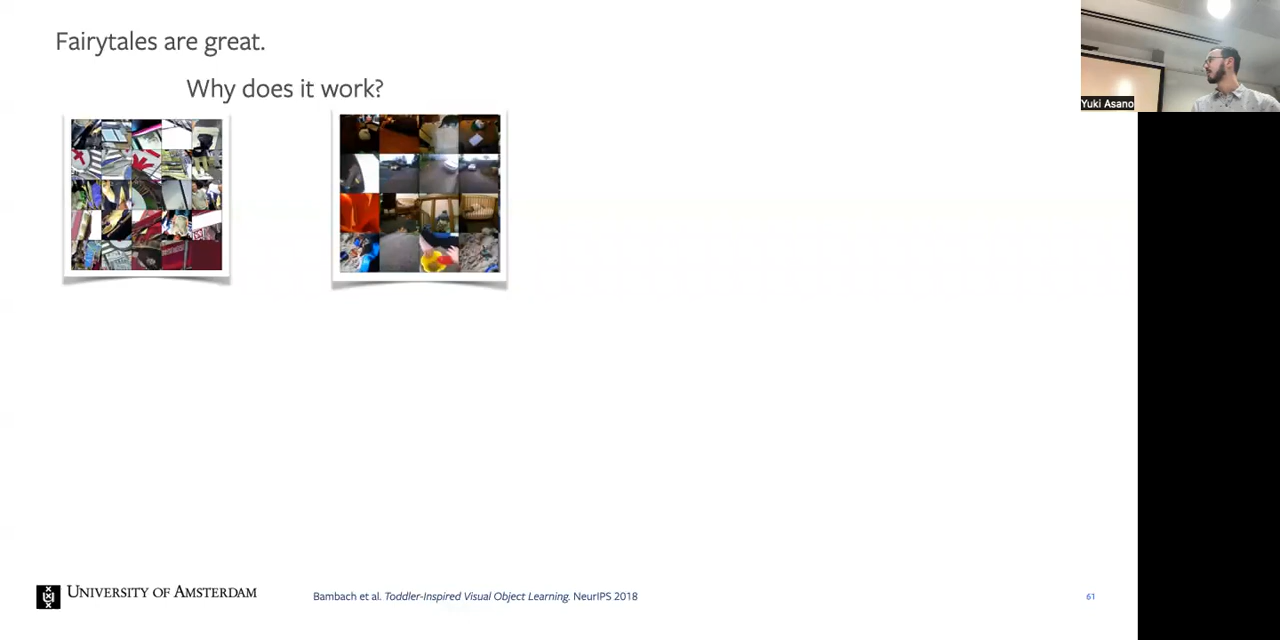 Fairytales are great.
Why does it work?
Yuki Asano
UNIVERSITY OF AMSTERDAM
Bambach et al. Toddler-Inspired Visual Object Learning. NeurIPS 2018
61